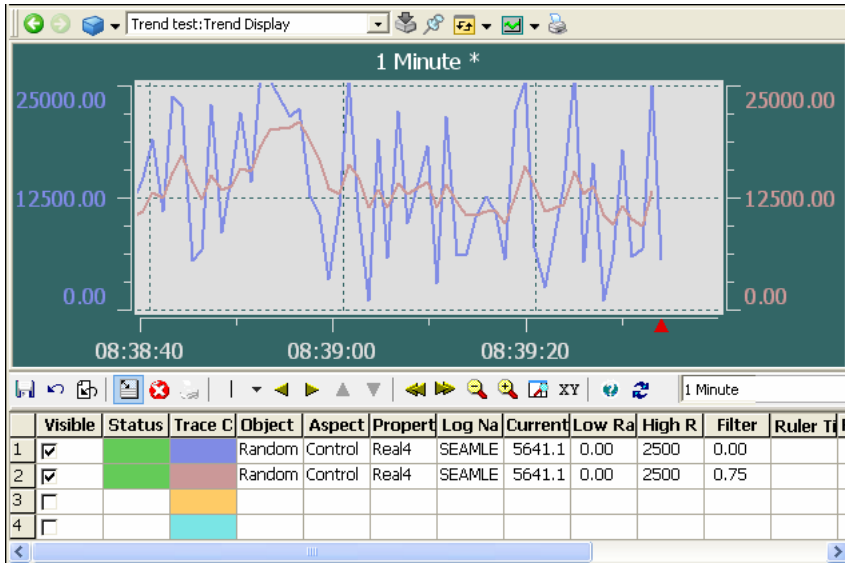 Trend test:Trend Display
1 Minute *
25000.00 25000.00
12500.00 12500.00
0.00 0.00
08:38:40 08:39:00 08:39:20
XY 1 Minute
Visible Status Trace C Object Aspect Propert Log Na Current Low Ra High R Filter Ruler Ti
1 Random Control Real4 SEAMLE 5641.1 0.00 2500 0.00
2 Random Control Real4 SEAMLE 5641.1 0.00 2500 0.75
3
4